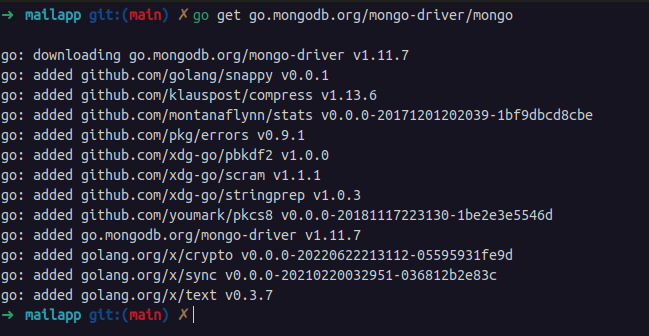 ➜ mailapp git:(main) ✗ go get go.mongodb.org/mongo-driver/mongo
go: downloading go.mongodb.org/mongo-driver v1.11.7
go: added github.com/golang/snappy v0.0.1
go: added github.com/klauspost/compress v1.13.6
go: added github.com/montanaflynn/stats v0.0.0-20171201202039-1bf9dbcd8cbe
go: added github.com/pkg/errors v0.9.1
go: added github.com/xdg-go/pbkdf2 v1.0.0
go: added github.com/xdg-go/scram v1.1.1
go: added github.com/xdg-go/stringprep v1.0.3
go: added github.com/youmark/pkcs8 v0.0.0-20181117223130-1be2e3e5546d
go: added go.mongodb.org/mongo-driver v1.11.7
go: added golang.org/x/crypto v0.0.0-20220622213112-05595931fe9d
go: added golang.org/x/sync v0.0.0-20210220032951-036812b2e83c
go: added golang.org/x/text v0.3.7
➜ mailapp git:(main) ✗